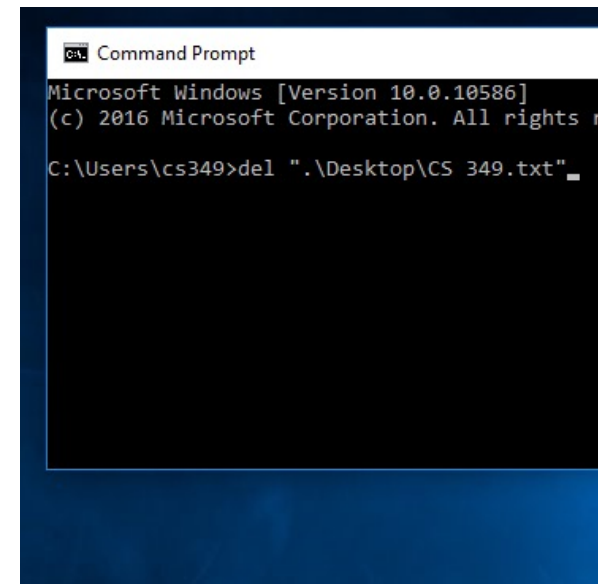 Command Prompt
Microsoft Windows [Version 10.0.10586]
(c) 2016 Microsoft Corporation. All rights
C:\Users\cs349>del ".\Desktop\CS 349.txt"